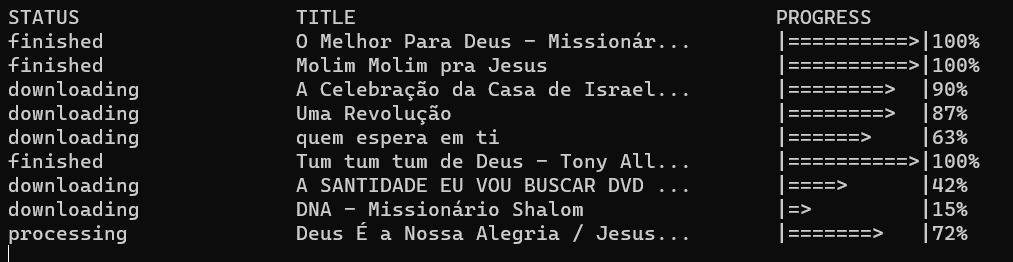 STATUS TITLE PROGRESS
finished O Melhor Para Deus - Missionár... |==========>|100%
finished Molim Molim pra Jesus |==========>|100%
downloading A Celebração da Casa de Israel... |========> |90%
downloading Uma Revolução |========> |87%
downloading quem espera em ti |======> |63%
finished Tum tum tum de Deus - Tony All... |==========>|100%
downloading A SANTIDADE EU VOU BUSCAR DVD ... |====> |42%
downloading DNA - Missionário Shalom |=> |15%
processing Deus É a Nossa Alegria / Jesus... |=======> |72%